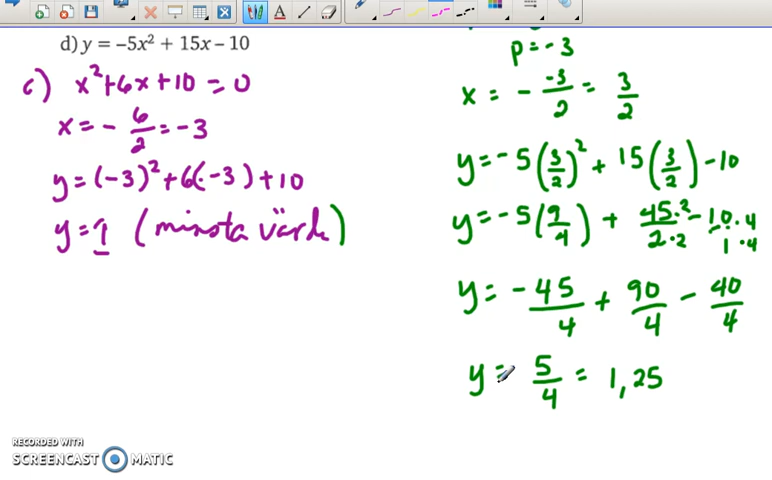 d) y = –5x² + 15x – 10
c) x² + 6x + 10 = 0
x = - 6/2 = -3
y = (-3)² + 6(-3) + 10
y = 1 (minsta värde)
p = -3
x = - -3/2 = 3/2
y = -5(3/2)² + 15(3/2) - 10
y = -5(9/4) + 45·2/2·2 - 10·4/1·4
y = -45/4 + 90/4 - 40/4
y = 5/4 = 1,25
RECORDED WITH
SCREENCAST O MATIC